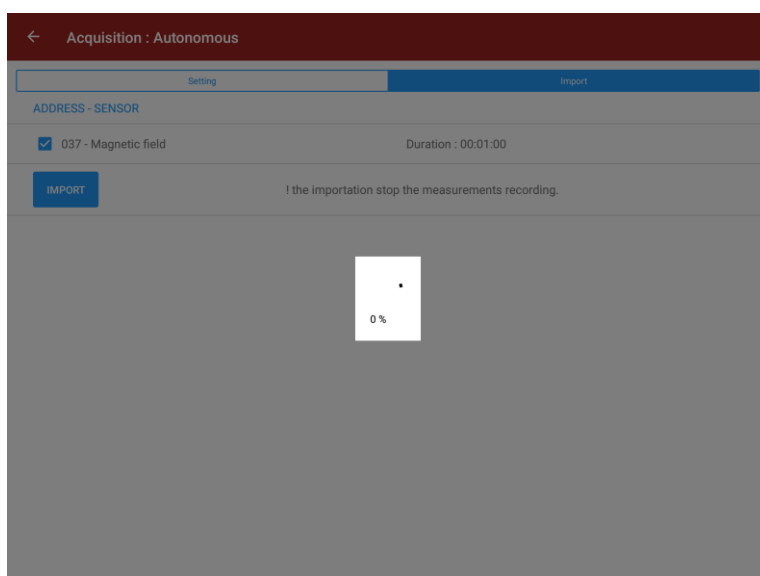 Acquisition : Autonomous
Setting
Import
ADDRESS - SENSOR
037 - Magnetic field
Duration : 00:01:00
IMPORT
! the importation stop the measurements recording.
0 %